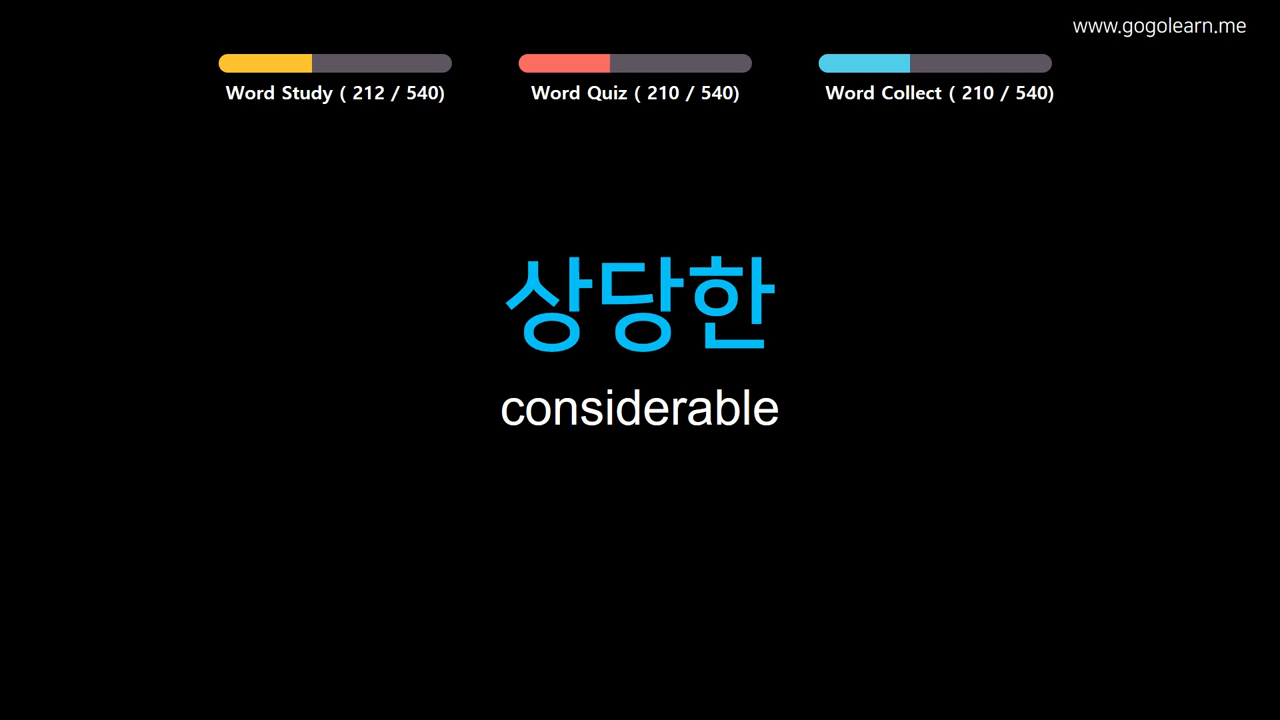 www.gogolearn.me
Word Study ( 212 / 540)
Word Quiz ( 210 / 540)
Word Collect ( 210 / 540)
상당한
considerable